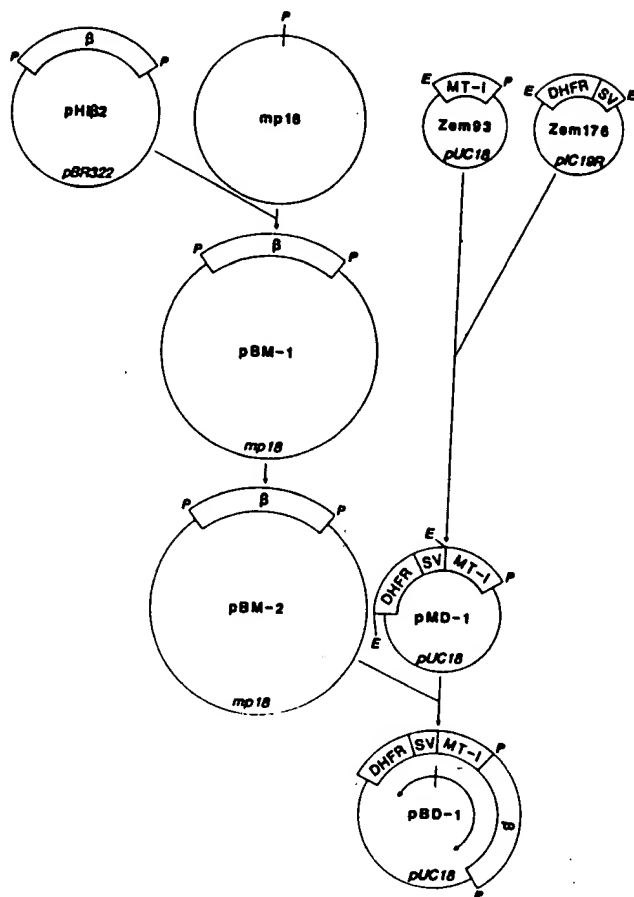 P
β
P
P
pHIβ2
mp18
pBR322
E
MT-I
P
Zem93
pUC18
E
DHFR
SV
E
Zem176
pIC19R
P
β
P
pBM-1
mp18
P
β
P
pBM-2
mp18
E
DHFR
SV
MT-I
P
pMD-1
E
pUC18
DHFR
SV
MT-I
P
pBD-1
β
pUC18
P